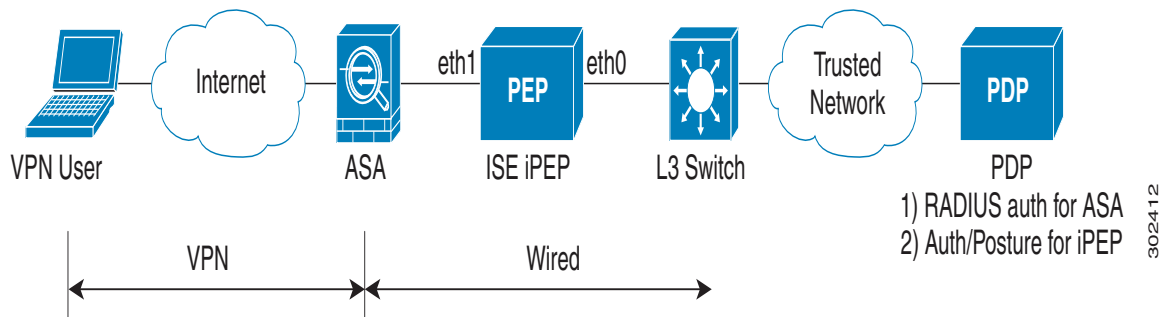 Internet
eth1
PEP
eth0
Trusted
Network
PDP
VPN User
ASA
ISE iPEP
L3 Switch
PDP
1) RADIUS auth for ASA
2) Auth/Posture for iPEP
302412
VPN
Wired